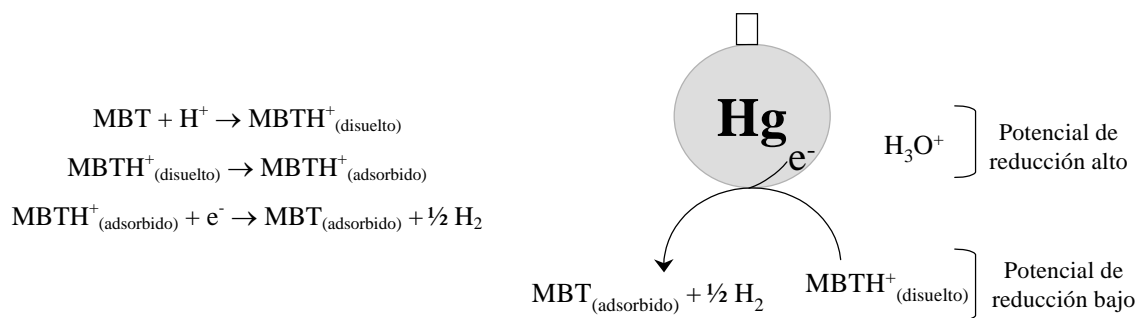 MBT + H⁺ → MBTH⁺(disuelto)
MBTH⁺(disuelto) → MBTH⁺(adsorbido)
MBTH⁺(adsorbido) + e⁻ → MBT(adsorbido) + ½ H₂
Hg
e⁻
H₃O⁺
Potencial de
reducción alto
MBT(adsorbido) + ½ H₂
MBTH⁺(disuelto)
Potencial de
reducción bajo